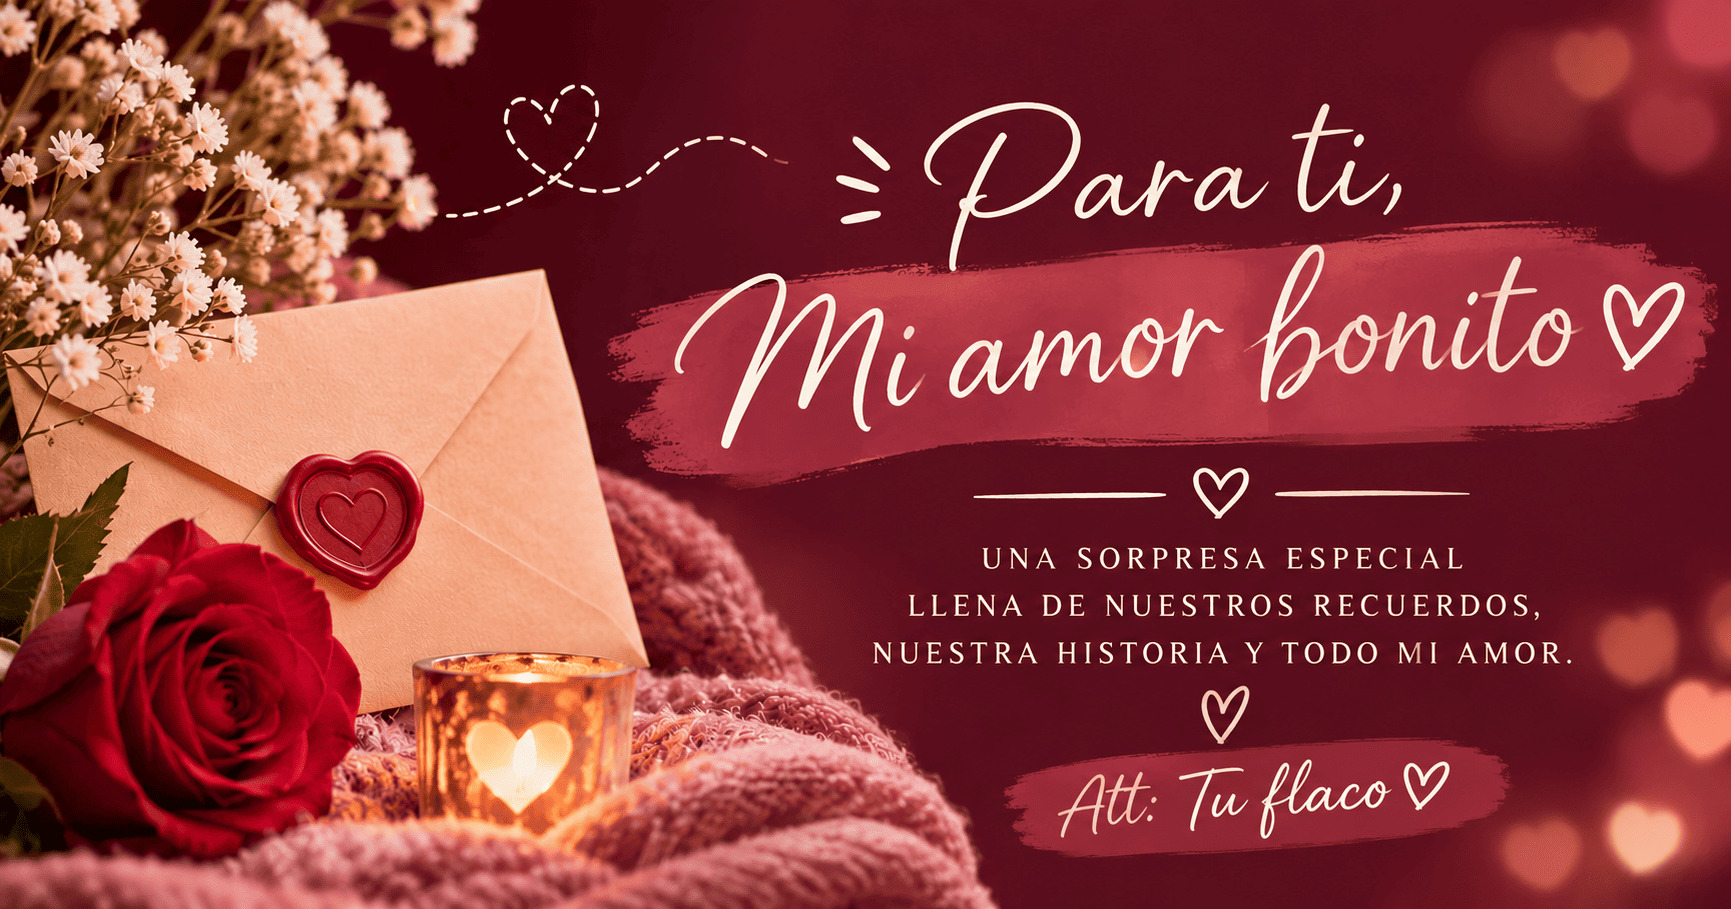 Para ti,
Mi amor bonito
UNA SORPRESA ESPECIAL
LLENA DE NUESTROS RECUERDOS,
NUESTRA HISTORIA Y TODO MI AMOR.
Att: Tu flaco